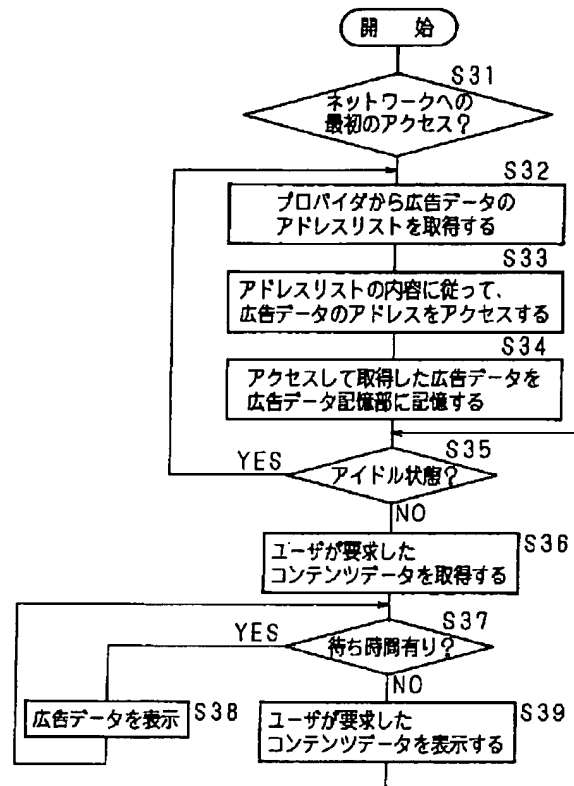 開 始
S31
ネットワークへの
最初のアクセス?
S32
プロバイダから広告データの
アドレスリストを取得する
S33
アドレスリストの内容に従って、
広告データのアドレスをアクセスする
S34
アクセスして取得した広告データを
広告データ記憶部に記憶する
S35
YES
アイドル状態?
NO
S36
ユーザが要求した
コンテンツデータを取得する
S37
YES
待ち時間有り?
NO
広告データを表示
S38
S39
ユーザが要求した
コンテンツデータを表示する